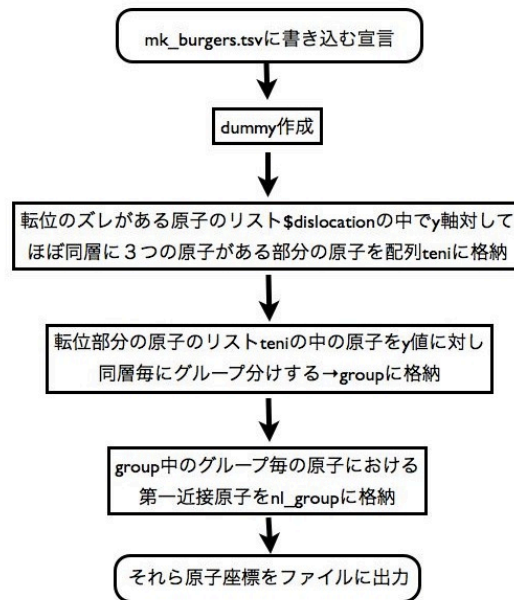 mk_burgers.tsvに書き込む宣言
dummy作成
転位のズレがある原子のリスト$dislocationの中でy軸対して
ほぼ同層に３つの原子がある部分の原子を配列teniに格納
転位部分の原子のリストteniの中の原子をy値に対し
同層毎にグループ分けする→groupに格納
group中のグループ毎の原子における
第一近接原子をnl_groupに格納
それら原子座標をファイルに出力